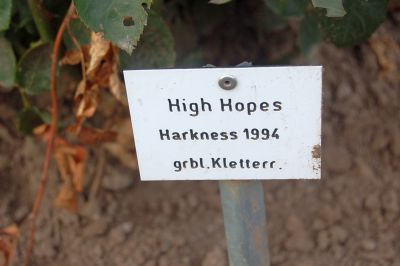 High Hopes
Harkness 1994
grbl. Kletterr.